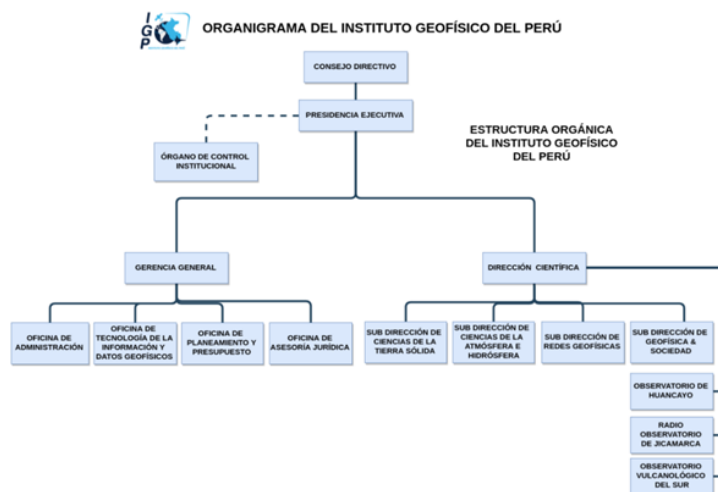 IGP
ORGANIGRAMA DEL INSTITUTO GEOFÍSICO DEL PERÚ
CONSEJO DIRECTIVO
PRESIDENCIA EJECUTIVA
ESTRUCTURA ORGÁNICA
DEL INSTITUTO GEOFÍSICO
DEL PERÚ
ÓRGANO DE CONTROL
INSTITUCIONAL
GERENCIA GENERAL
DIRECCIÓN CIENTÍFICA
OFICINA DE
ADMINISTRACIÓN
OFICINA DE
TECNOLOGÍA DE LA
INFORMACIÓN Y
DATOS GEOFÍSICOS
OFICINA DE
PLANEAMIENTO Y
PRESUPUESTO
OFICINA DE
ASESORÍA JURÍDICA
SUB DIRECCIÓN DE
CIENCIAS DE LA
TIERRA SÓLIDA
SUB DIRECCIÓN DE
CIENCIAS DE LA
ATMÓSFERA E
HIDRÓSFERA
SUB DIRECCIÓN DE
REDES GEOFÍSICAS
SUB DIRECCIÓN DE
GEOFÍSICA &
SOCIEDAD
OBSERVATORIO DE
HUANCAYO
RADIO
OBSERVATORIO
DE JICAMARCA
OBSERVATORIO
VULCANOLÓGICO
DEL SUR